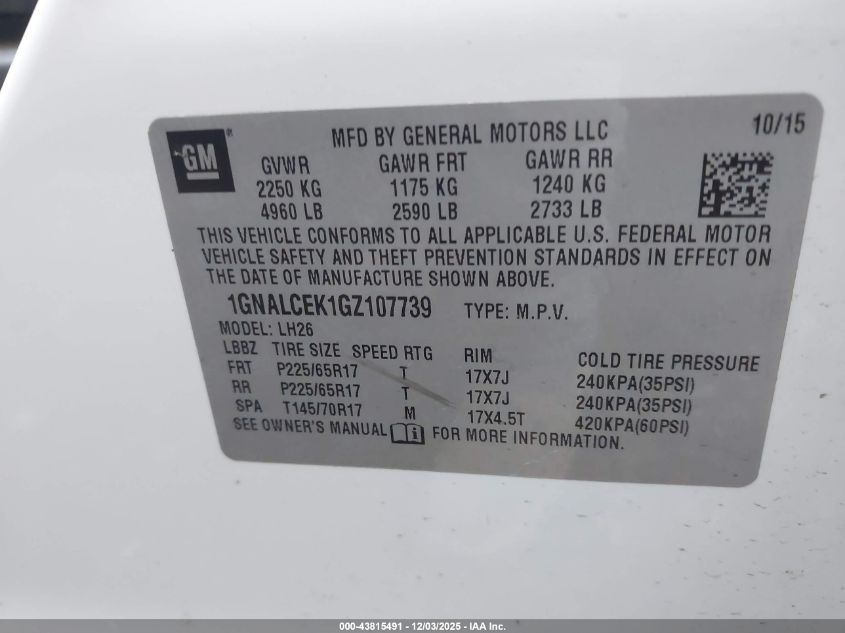 GM® MFD BY GENERAL MOTORS LLC 10/15
GVWR GAWR FRT GAWR RR
2250 KG 1175 KG 1240 KG
4960 LB 2590 LB 2733 LB
THIS VEHICLE CONFORMS TO ALL APPLICABLE U.S. FEDERAL MOTOR
VEHICLE SAFETY AND THEFT PREVENTION STANDARDS IN EFFECT ON
THE DATE OF MANUFACTURE SHOWN ABOVE.
1GNALCEK1GZ107739 TYPE: M.P.V.
MODEL: LH26
LBBZ TIRE SIZE SPEED RTG RIM COLD TIRE PRESSURE
FRT P225/65R17 T 17X7J 240KPA(35PSI)
RR P225/65R17 T 17X7J 240KPA(35PSI)
SPA T145/70R17 M 17X4.5T 420KPA(60PSI)
SEE OWNER'S MANUAL FOR MORE INFORMATION.
000-43815491 - 12/03/2025 - IAA Inc.